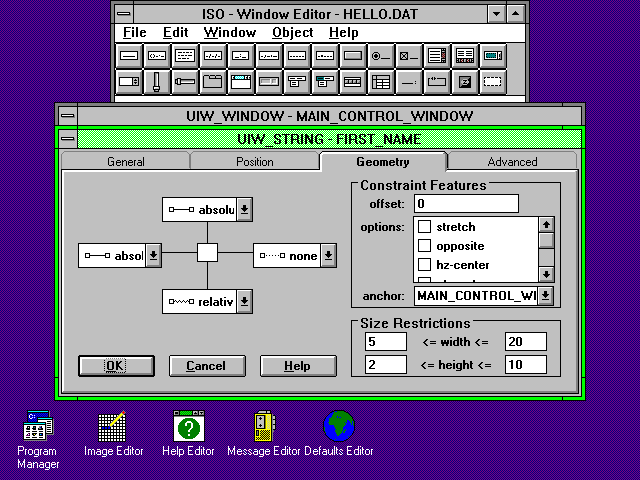 ISO - Window Editor - HELLO.DAT
File Edit Window Object Help
UIW_WINDOW - MAIN_CONTROL_WINDOW
UIW_STRING - FIRST_NAME
General Position Geometry Advanced
Constraint Features
offset: 0
options: stretch
opposite
hz-center
anchor: MAIN_CONTROL_WI
absolu
absol
none
relativ
Size Restrictions
5 <= width <= 20
2 <= height <= 10
OK Cancel Help
Program Manager
Image Editor
Help Editor
Message Editor
Defaults Editor